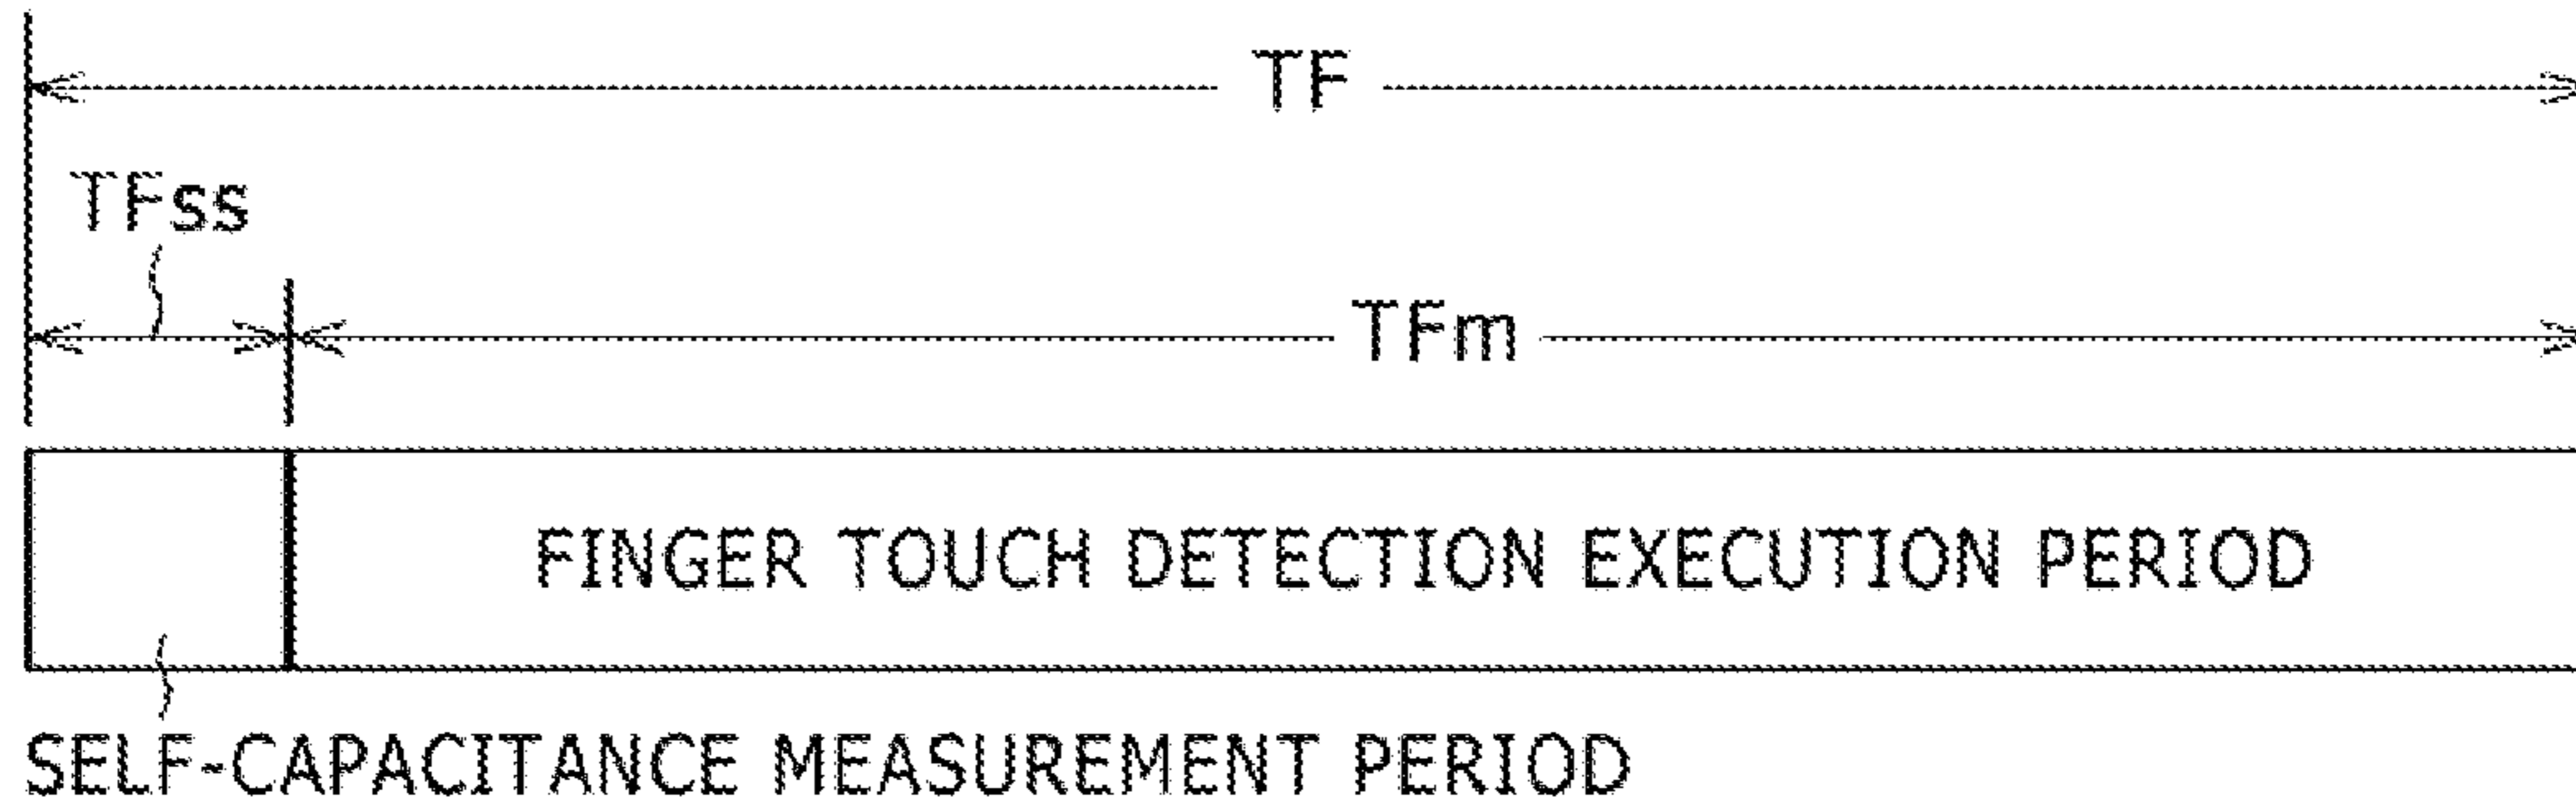 TF
TFss
TFm
FINGER TOUCH DETECTION EXECUTION PERIOD
SELF-CAPACITANCE MEASUREMENT PERIOD